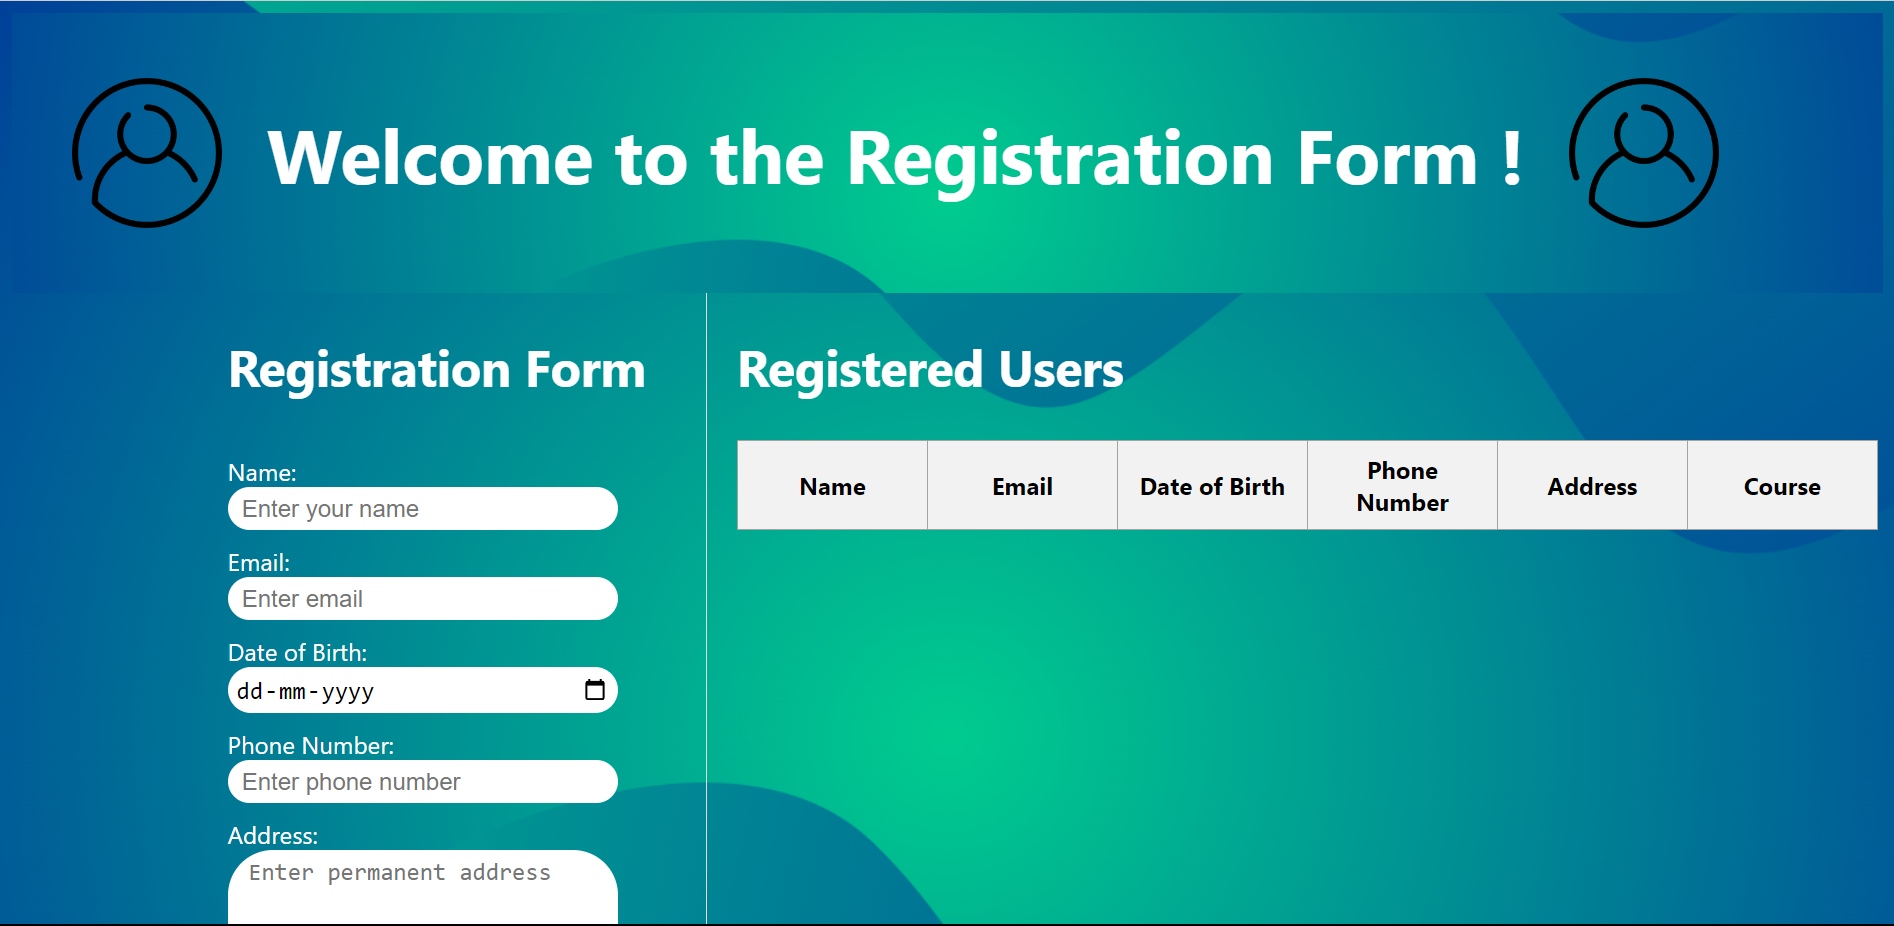 Welcome to the Registration Form !
Registration Form
Name:
Enter your name
Email:
Enter email
Date of Birth:
dd-mm-yyyy
Phone Number:
Enter phone number
Address:
Enter permanent address
Registered Users
Name Email Date of Birth Phone Number Address Course